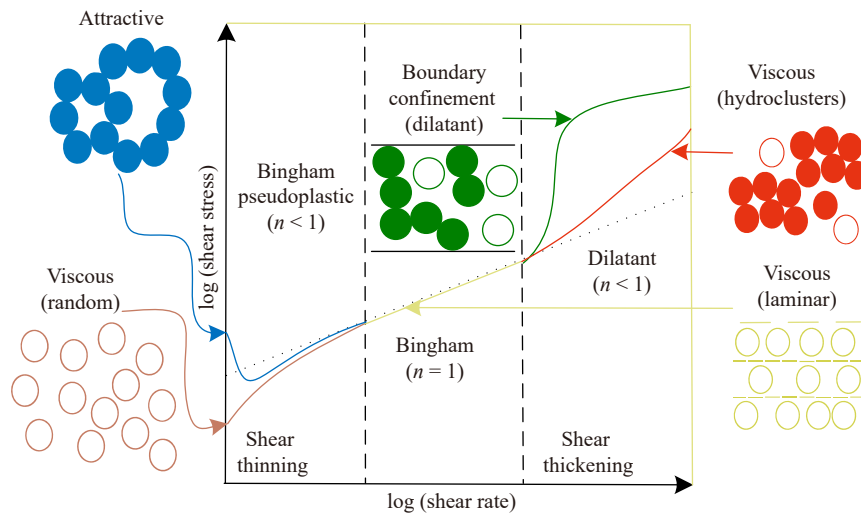 Attractive
Viscous
(random)
log (shear stress)
Bingham
pseudoplastic
(n < 1)
Shear
thinning
Boundary
confinement
(dilatant)
Bingham
(n = 1)
Dilatant
(n < 1)
Shear
thickening
log (shear rate)
Viscous
(hydroclusters)
Viscous
(laminar)